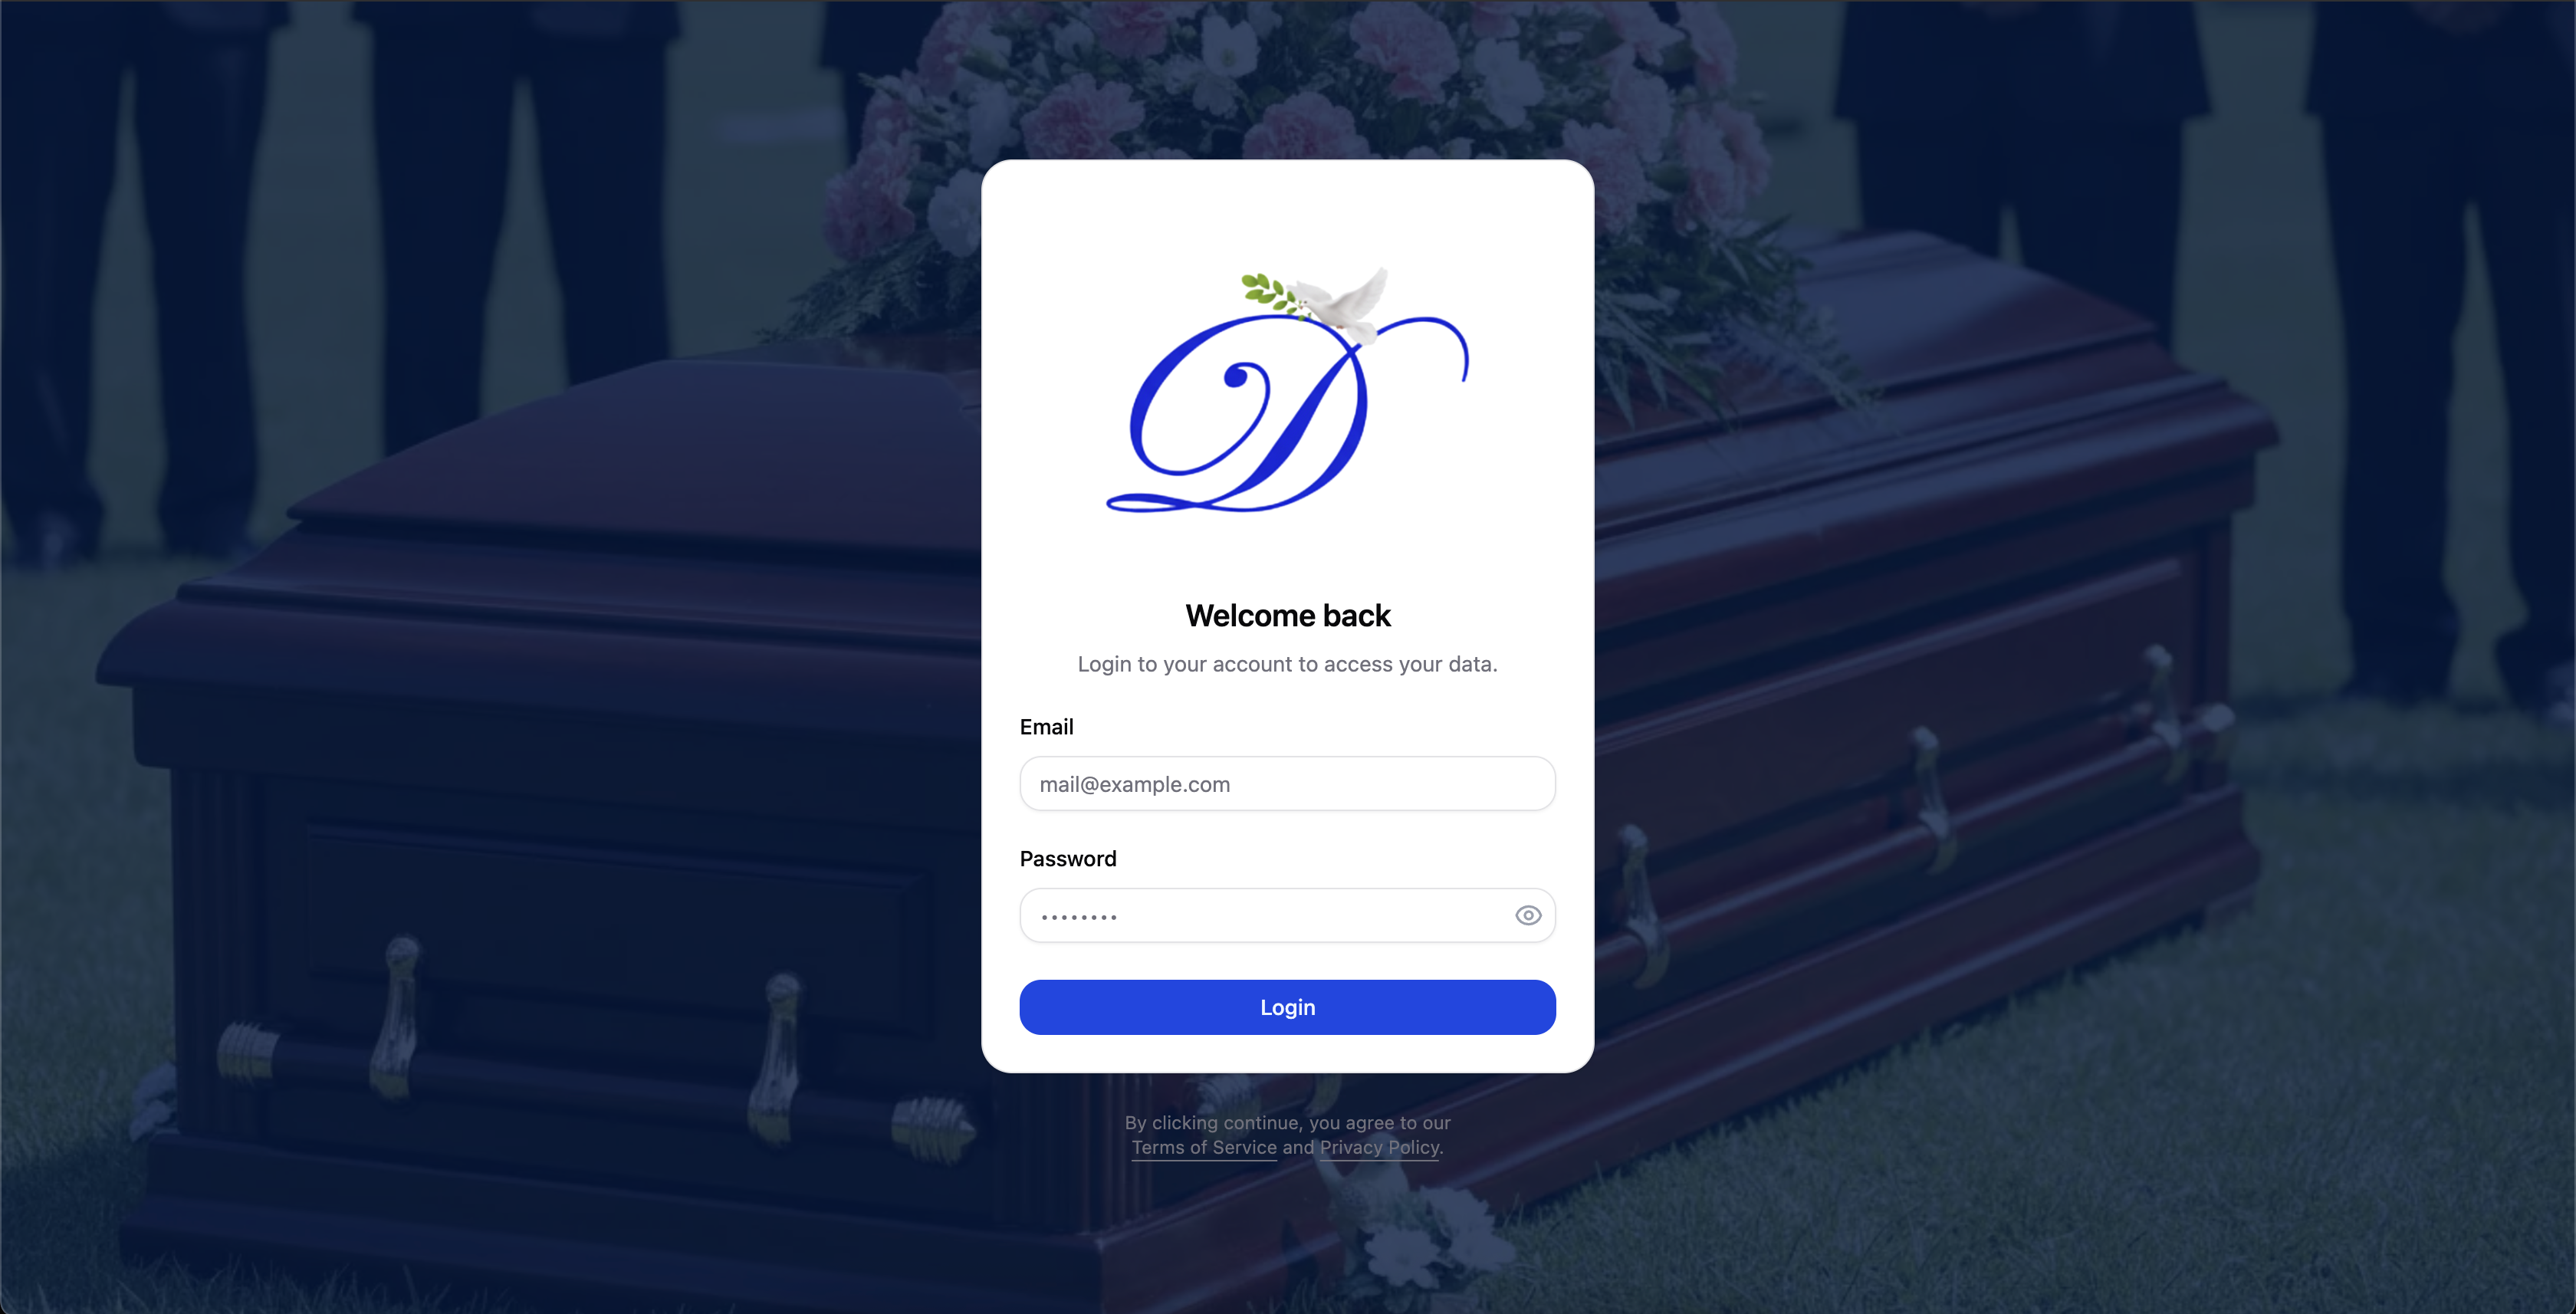 D
Welcome back
Login to your account to access your data.
Email
mail@example.com
Password
••••••••
Login
By clicking continue, you agree to our
Terms of Service and Privacy Policy.